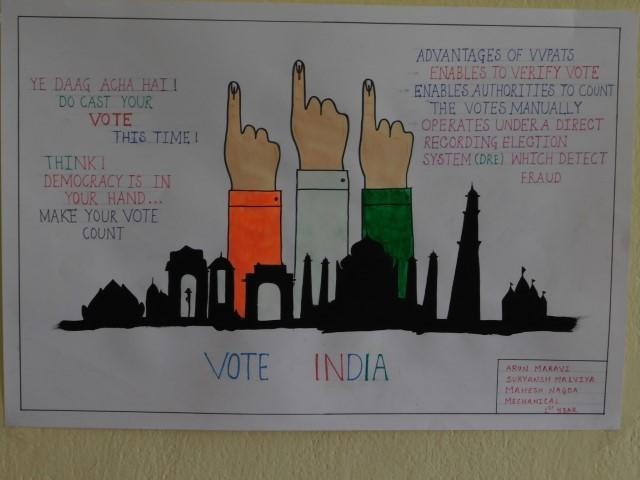 YE DAAG ACHA HAI!
DO CAST YOUR
VOTE
THIS TIME!
THINK!
DEMOCRACY IS IN
YOUR HAND...
MAKE YOUR VOTE
COUNT
ADVANTAGES OF VVPATS
- ENABLES TO VERIFY VOTE
- ENABLES AUTHORITIES TO COUNT
THE VOTES MANUALLY
- OPERATES UNDER A DIRECT
RECORDING ELECTION
SYSTEM (DRE) WHICH DETECT
FRAUD
VOTE INDIA
ARUN MARAVI
SURYANSH MALVIYA
MAHESH NAGDA
MECHANICAL
1ST YEAR